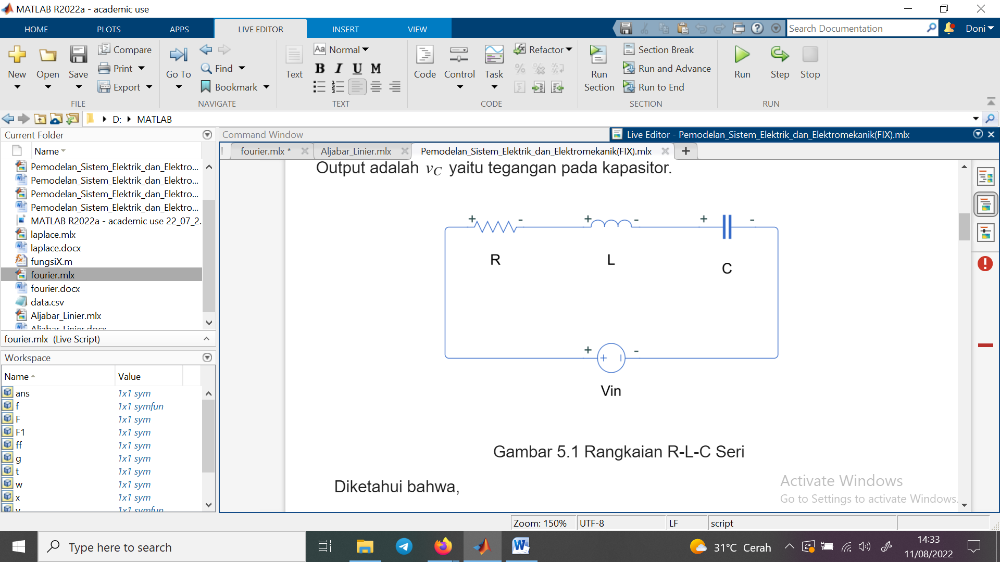 MATLAB R2022a - academic use
HOME PLOTS APPS LIVE EDITOR INSERT VIEW
Search Documentation Doni
New Open Save Compare Print Export
FILE
Go To Find Bookmark
NAVIGATE
Text Aa Normal B I U M
TEXT
Code Control Task Refactor
CODE
Run Section Section Break Run and Advance Run to End
SECTION
Run Step Stop
RUN
D: MATLAB
Current Folder
Name
Pemodelan_Sistem_Elektrik_dan_Elektro...
Pemodelan_Sistem_Elektrik_dan_Elektro...
Pemodelan_Sistem_Elektrik_dan_Elektro...
Pemodelan_Sistem_Elektrik_dan_Elektro...
MATLAB R2022a - academic use 22_07_2.
laplace.mlx
laplace.docx
fungsiX.m
fourier.mlx
fourier.docx
data.csv
Aljabar_Linier.mlx
Aljabar_Linier.docx
fourier.mlx (Live Script)
Workspace
Name Value
ans 1x1 sym
f 1x1 symfun
F 1x1 sym
F1 1x1 sym
ff 1x1 sym
g 1x1 sym
t 1x1 sym
w 1x1 sym
x 1x1 sym
1x1 symfun
Command Window
Live Editor - Pemodelan_Sistem_Elektrik_dan_Elektromekanik(FIX).mlx
fourier.mlx * Aljabar_Linier.mlx Pemodelan_Sistem_Elektrik_dan_Elektromekanik(FIX).mlx
Output adalah vC yaitu tegangan pada kapasitor.
+ - + - + -
R L C
+ -
+
Vin
Gambar 5.1 Rangkaian R-L-C Seri
Diketahui bahwa,
Activate Windows
Go to Settings to activate Windows.
Zoom: 150% UTF-8 LF script
Type here to search
31°C Cerah
14:33
11/08/2022